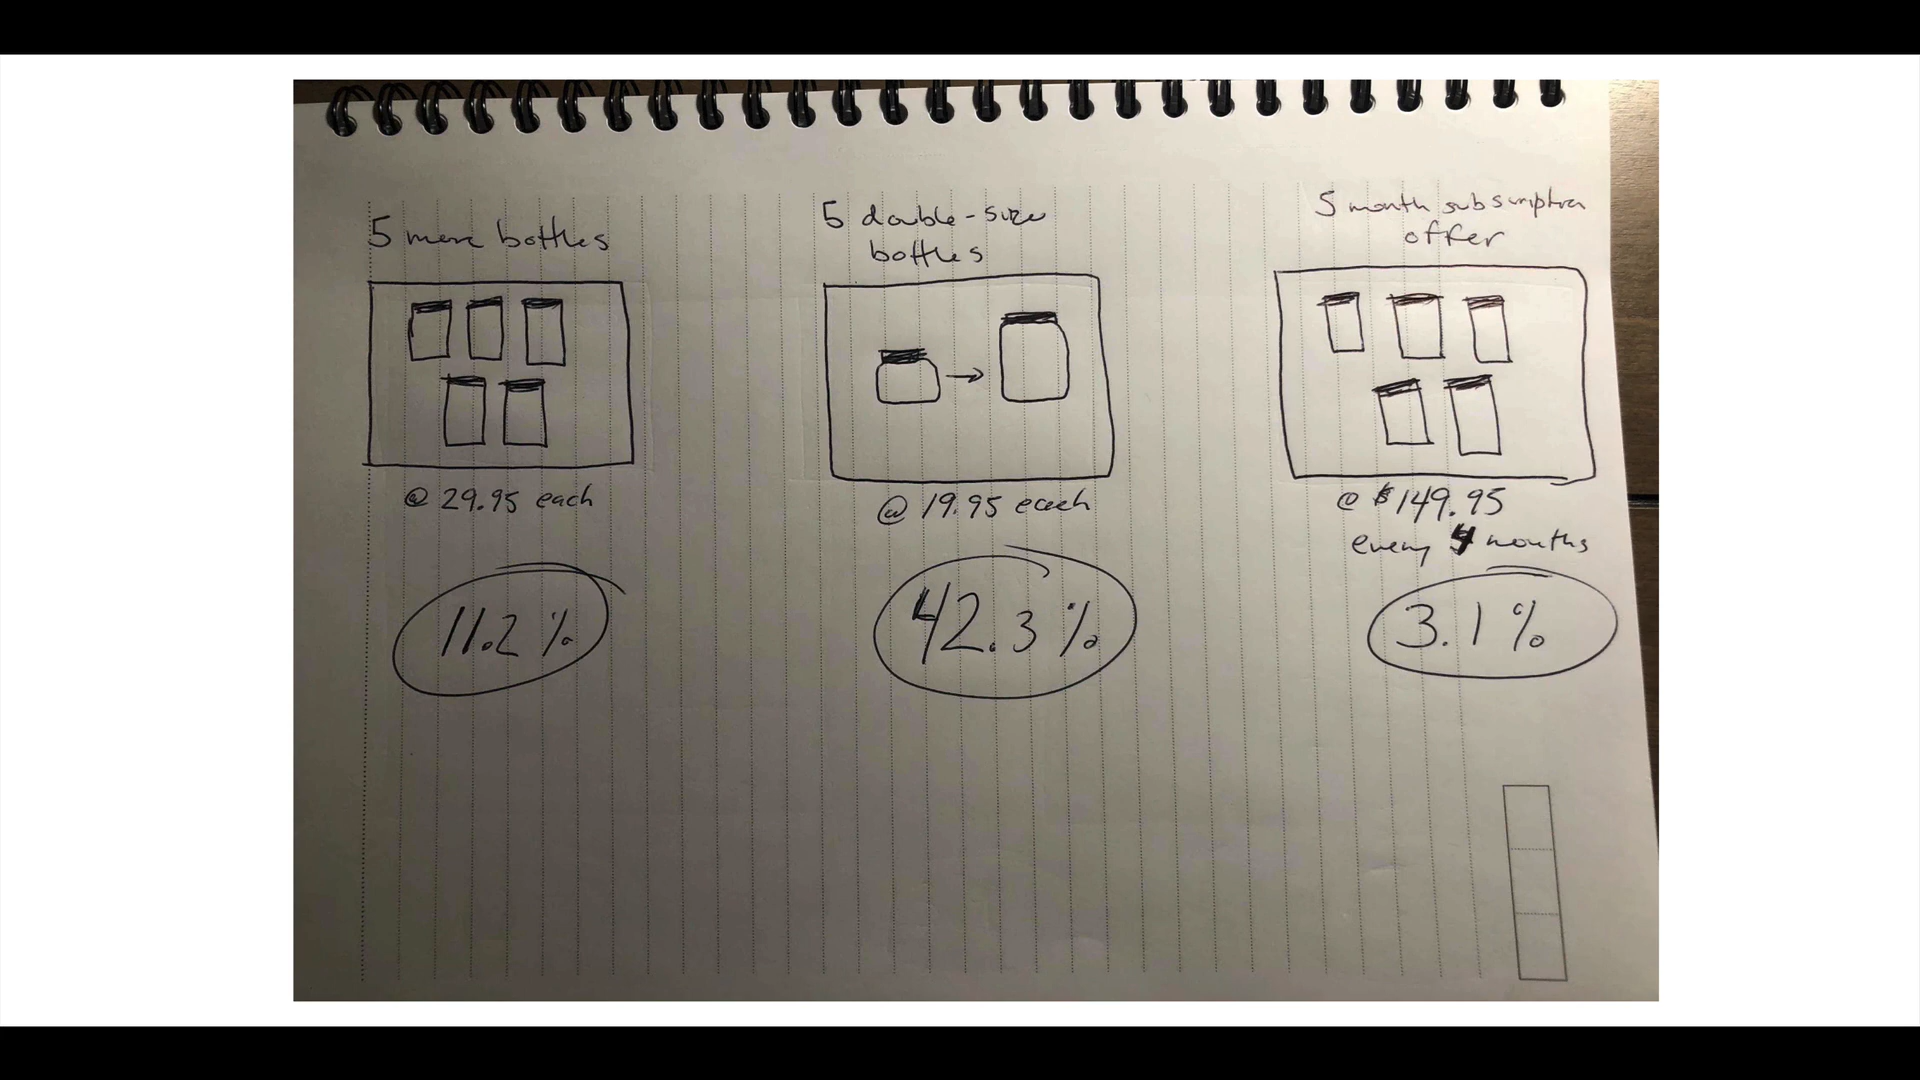 5 more bottles
@ 29.95 each
11.2%
5 double-size
bottles
@ 19.95 each
42.3%
5 month subscription
offer
@ $149.95
every 4 months
3.1%